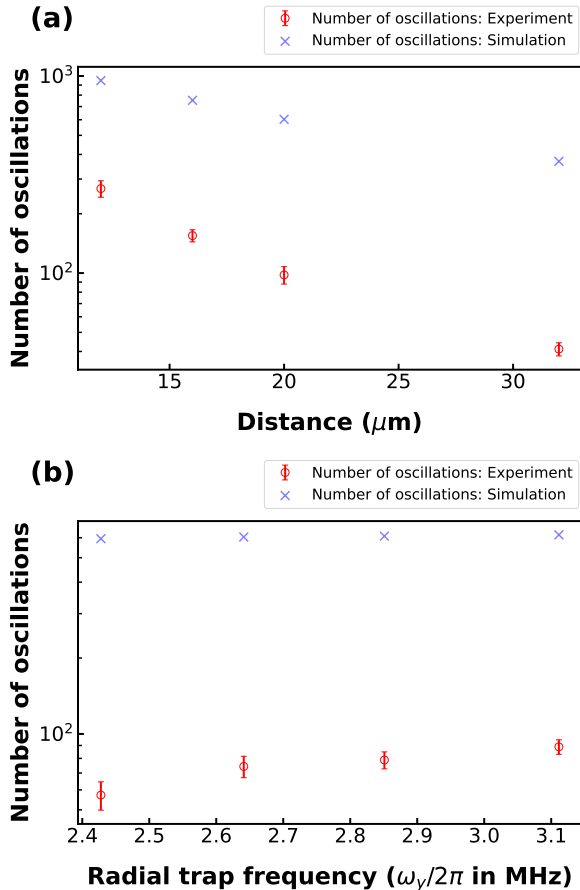 (a)
Number of oscillations: Experiment
Number of oscillations: Simulation
Number of oscillations
10³
10²
15 20 25 30
Distance (μm)
(b)
Number of oscillations: Experiment
Number of oscillations: Simulation
Number of oscillations
10²
2.4 2.5 2.6 2.7 2.8 2.9 3.0 3.1
Radial trap frequency (ω_y/2π in MHz)